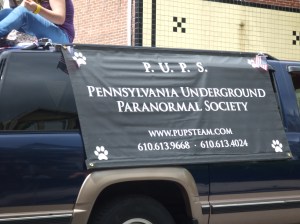 P. U. P. S.
Pennsylvania Underground
Paranormal Society
www.pupsteam.com
610.613.9668 · 610.613.4024